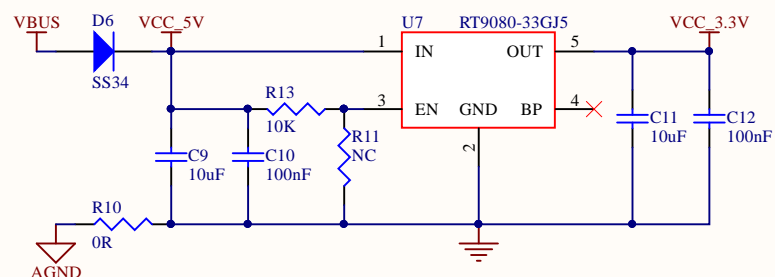 VBUS
D6
SS34
VCC_5V
U7
RT9080-33GJ5
VCC_3.3V
1
IN
OUT
5
3
EN
GND
BP
4
2
R13
10K
R11
NC
C9
10uF
C10
100nF
C11
10uF
C12
100nF
R10
0R
AGND